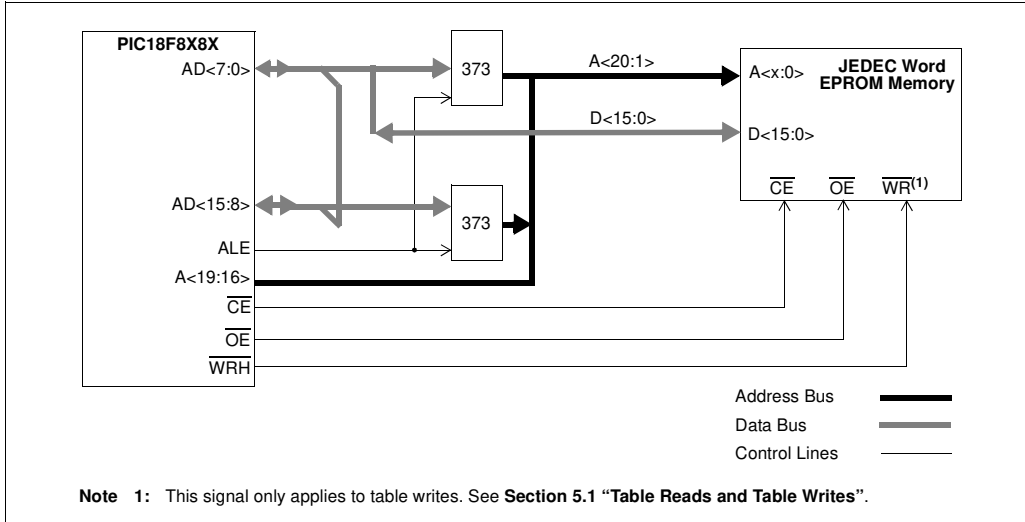 PIC18F8X8X
AD<7:0>
373
A<20:1>
A<x:0>
JEDEC Word
EPROM Memory
D<15:0>
D<15:0>
CE
OE
WR(1)
AD<15:8>
373
ALE
A<19:16>
CE
OE
WRH
Address Bus
Data Bus
Control Lines
Note 1: This signal only applies to table writes. See Section 5.1 “Table Reads and Table Writes”.